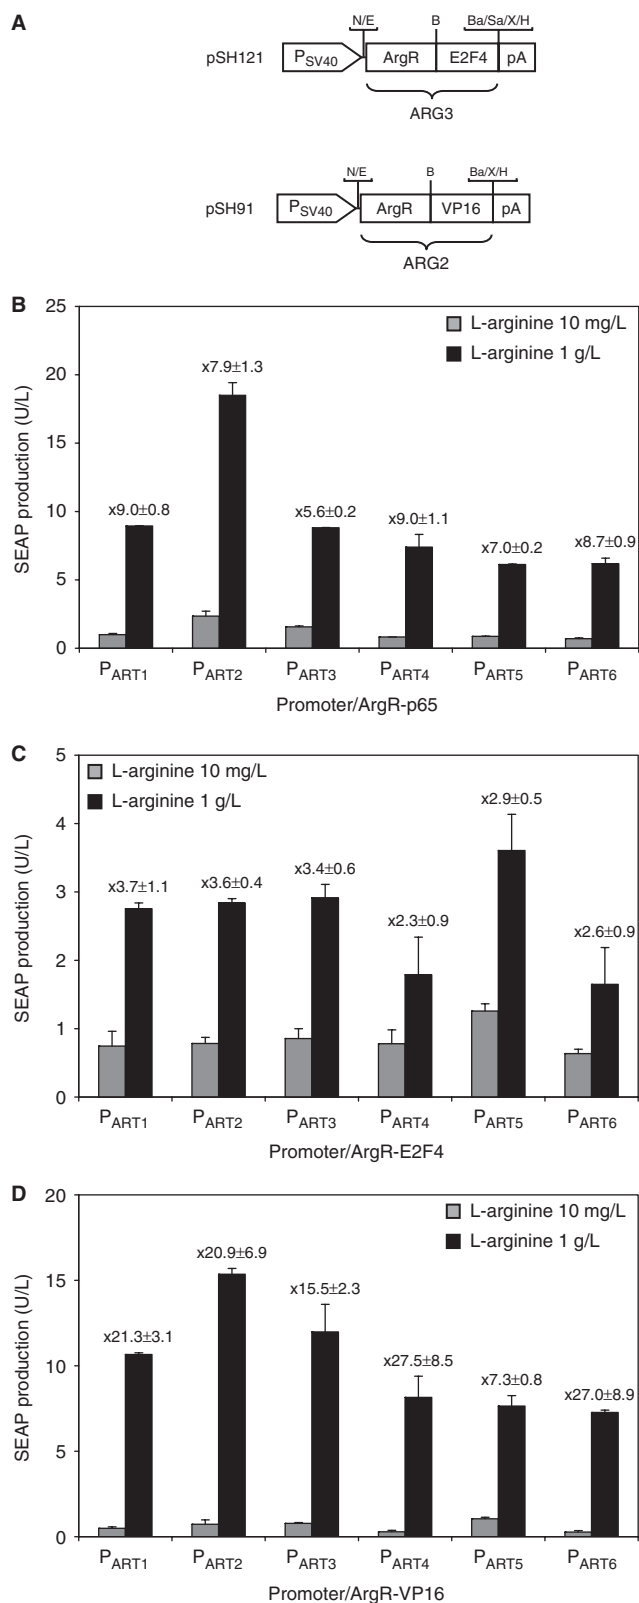 A
N/E B Ba/Sa/X/H
pSH121 PSV40 ArgR E2F4 pA
ARG3
N/E B Ba/X/H
pSH91 PSV40 ArgR VP16 pA
ARG2
B
25
20
15
10
5
0
SEAP production (U/L)
L-arginine 10 mg/L
L-arginine 1 g/L
x9.0±0.8
x7.9±1.3
x5.6±0.2
x9.0±1.1
x7.0±0.2
x8.7±0.9
PART1 PART2 PART3 PART4 PART5 PART6
Promoter/ArgR-p65
C
5
4
3
2
1
0
SEAP production (U/L)
L-arginine 10 mg/L
L-arginine 1 g/L
x3.7±1.1
x3.6±0.4
x3.4±0.6
x2.3±0.9
x2.9±0.5
x2.6±0.9
PART1 PART2 PART3 PART4 PART5 PART6
Promoter/ArgR-E2F4
D
20
15
10
5
0
SEAP production (U/L)
L-arginine 10 mg/L
L-arginine 1 g/L
x21.3±3.1
x20.9±6.9
x15.5±2.3
x27.5±8.5
x7.3±0.8
x27.0±8.9
PART1 PART2 PART3 PART4 PART5 PART6
Promoter/ArgR-VP16